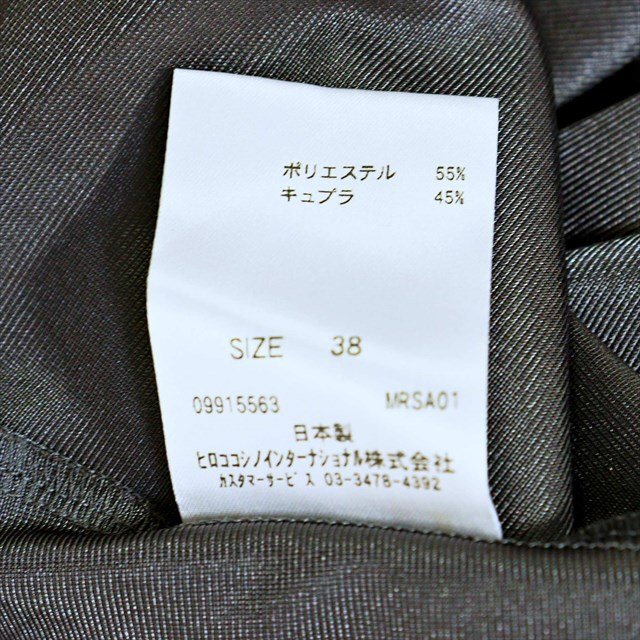 ポリエステル 55%
キュプラ 45%
SIZE 38
09915563 MRSA01
日本製
ヒロココシノインターナショナル株式会社
カスタマーサービス 03-3478-4392